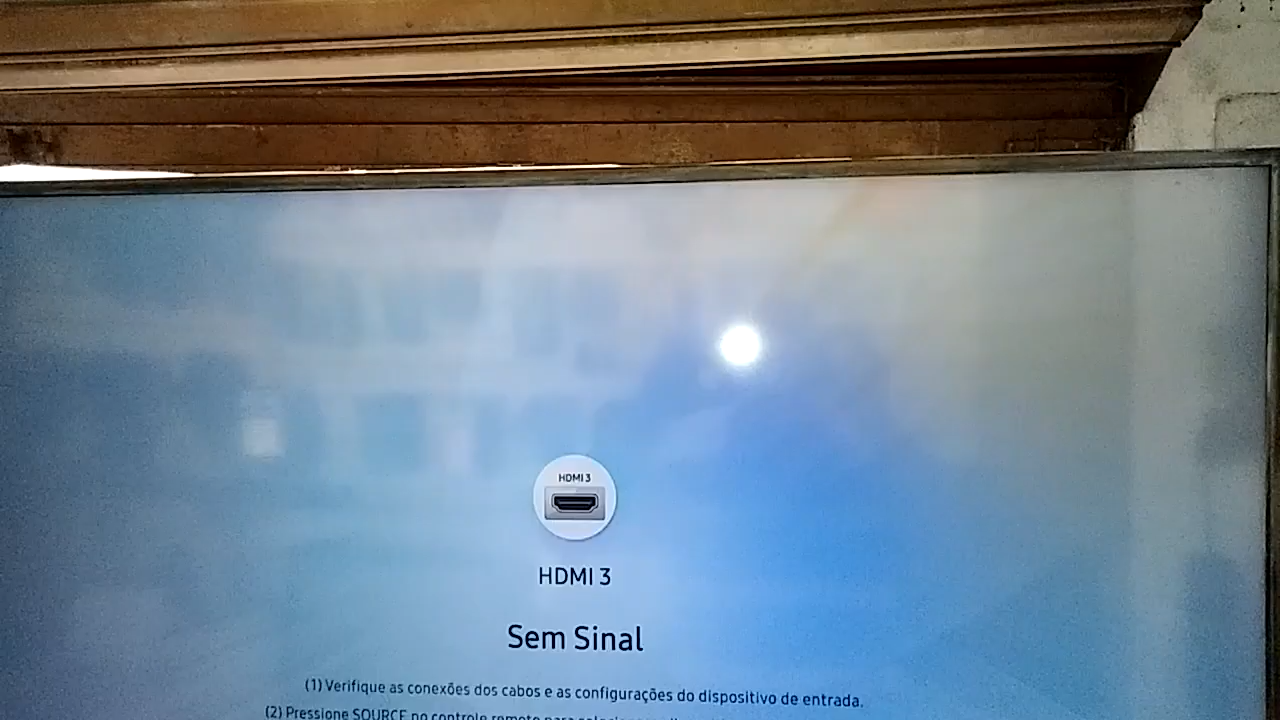 HDMI 3
HDMI 3
Sem Sinal
(1) Verifique as conexões dos cabos e as configurações do dispositivo de entrada.
(2) Pressione SOURCE no controle remoto para